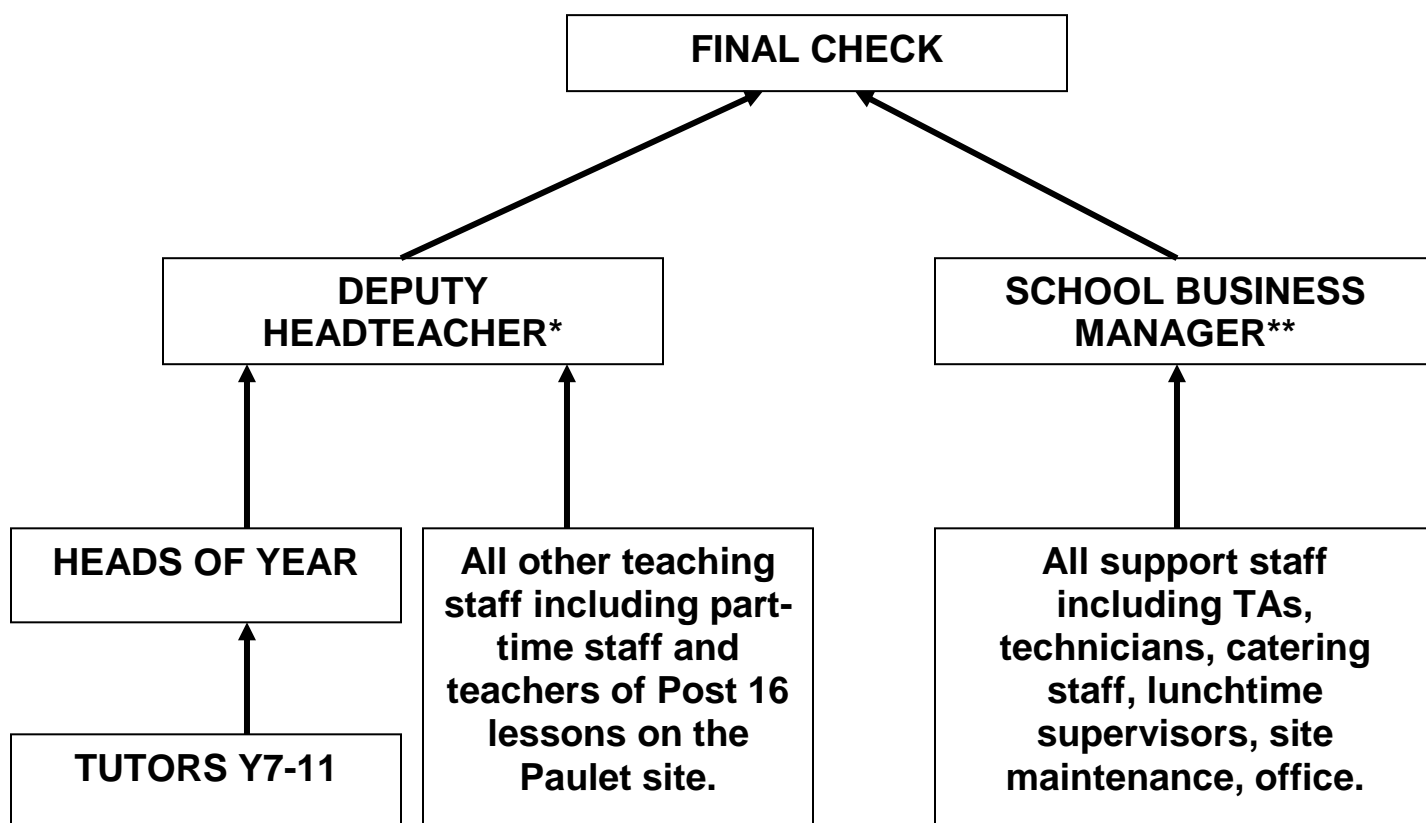 FINAL CHECK
DEPUTY
HEADTEACHER*
SCHOOL BUSINESS
MANAGER**
HEADS OF YEAR
TUTORS Y7-11
All other teaching
staff including part-
time staff and
teachers of Post 16
lessons on the
Paulet site.
All support staff
including TAs,
technicians, catering
staff, lunchtime
supervisors, site
maintenance, office.